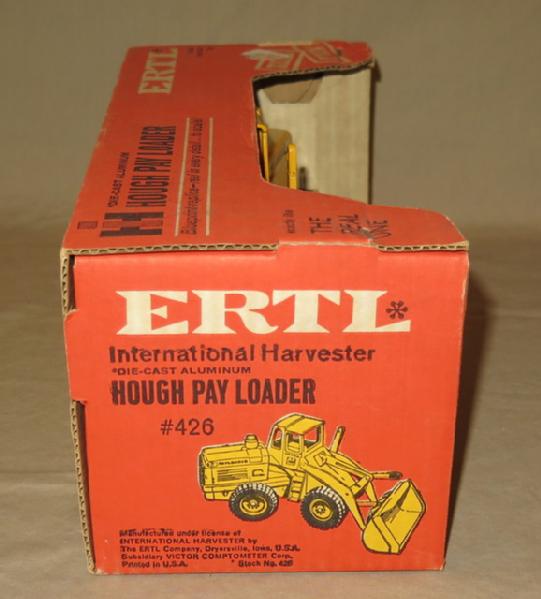 ERTL
*DIE-CAST ALUMINUM
IH HOUGH PAY LOADER
exactly like
THE
REAL
ONE
ERTL*
International Harvester
*DIE-CAST ALUMINUM
HOUGH PAY LOADER
#426
Manufactured under license of
INTERNATIONAL HARVESTER by
The ERTL Company, Dyersville, Iowa, U.S.A.
Subsidiary VICTOR COMPTOMETER Corp.
Printed in U.S.A. Stock No. 426